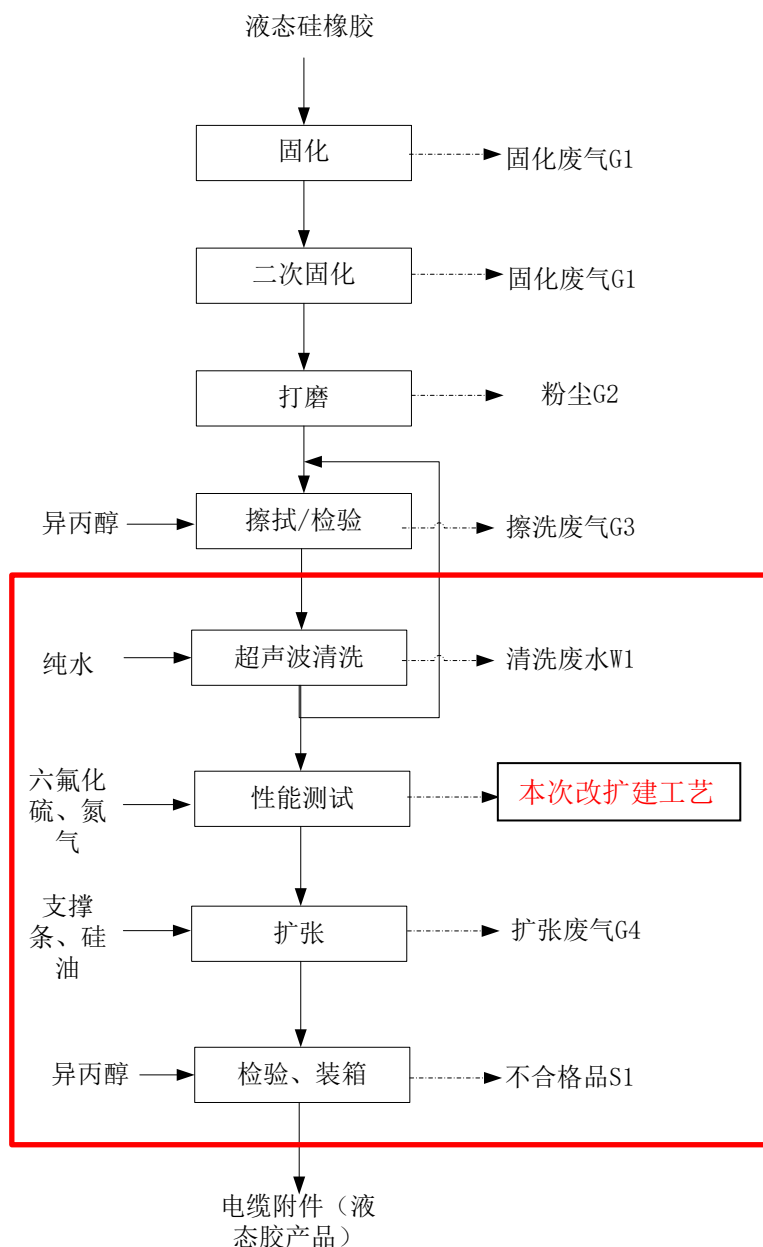 液态硅橡胶
固化
固化废气G1
二次固化
固化废气G1
打磨
粉尘G2
异丙醇
擦拭/检验
擦洗废气G3
纯水
超声波清洗
清洗废水W1
六氟化
硫、氮
气
性能测试
本次改扩建工艺
支撑
条、硅
油
扩张
扩张废气G4
异丙醇
检验、装箱
不合格品S1
电缆附件（液
态胶产品）